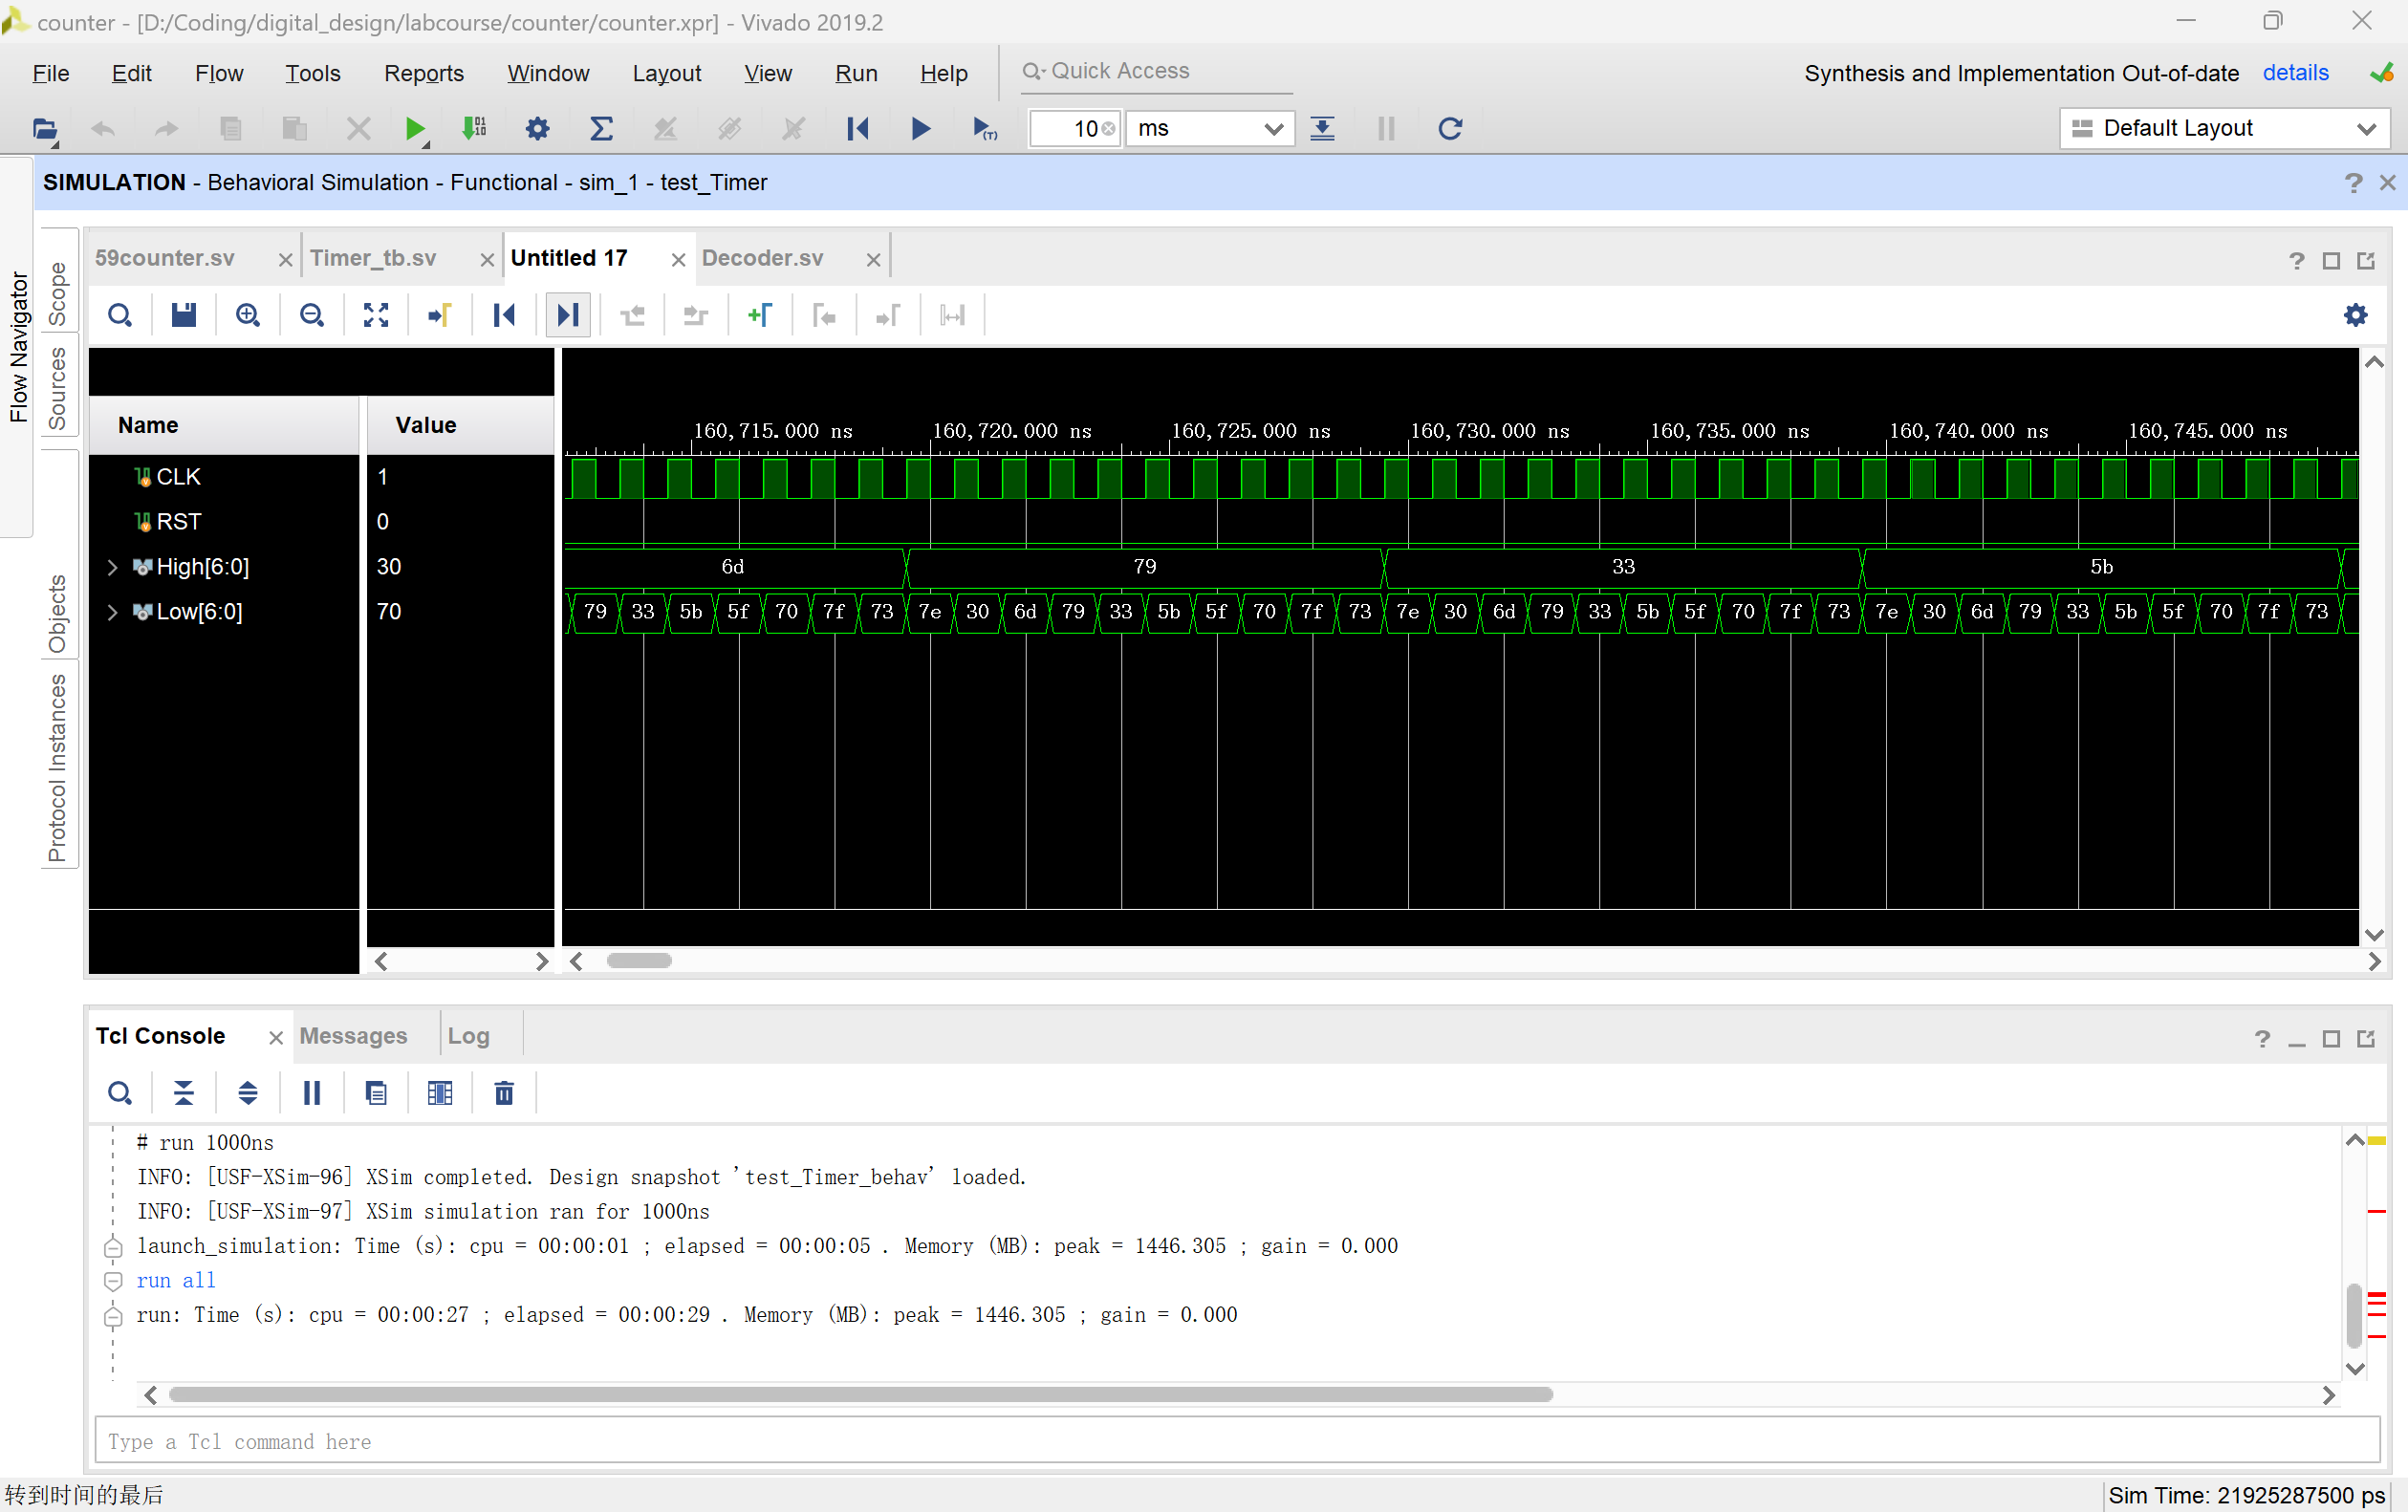 counter - [D:/Coding/digital_design/labcourse/counter/counter.xpr] - Vivado 2019.2
File Edit Flow Tools Reports Window Layout View Run Help Quick Access Synthesis and Implementation Out-of-date details
10 ms Default Layout
SIMULATION - Behavioral Simulation - Functional - sim_1 - test_Timer
Flow Navigator
Scope
Sources
Objects
Protocol Instances
59counter.sv Timer_tb.sv Untitled 17 Decoder.sv
Name Value
160,715.000 ns 160,720.000 ns 160,725.000 ns 160,730.000 ns 160,735.000 ns 160,740.000 ns 160,745.000 ns
CLK 1
RST 0
High[6:0] 30 6d 79 33 5b
Low[6:0] 70 79 33 5b 5f 70 7f 73 7e 30 6d 79 33 5b 5f 70 7f 73 7e 30 6d 79 33 5b 5f 70 7f 73 7e 30 6d 79 33 5b 5f 70 7f 73
Tcl Console Messages Log
# run 1000ns
INFO: [USF-XSim-96] XSim completed. Design snapshot 'test_Timer_behav' loaded.
INFO: [USF-XSim-97] XSim simulation ran for 1000ns
launch_simulation: Time (s): cpu = 00:00:01 ; elapsed = 00:00:05 . Memory (MB): peak = 1446.305 ; gain = 0.000
run all
run: Time (s): cpu = 00:00:27 ; elapsed = 00:00:29 . Memory (MB): peak = 1446.305 ; gain = 0.000
Type a Tcl command here
转到时间的最后 Sim Time: 21925287500 ps